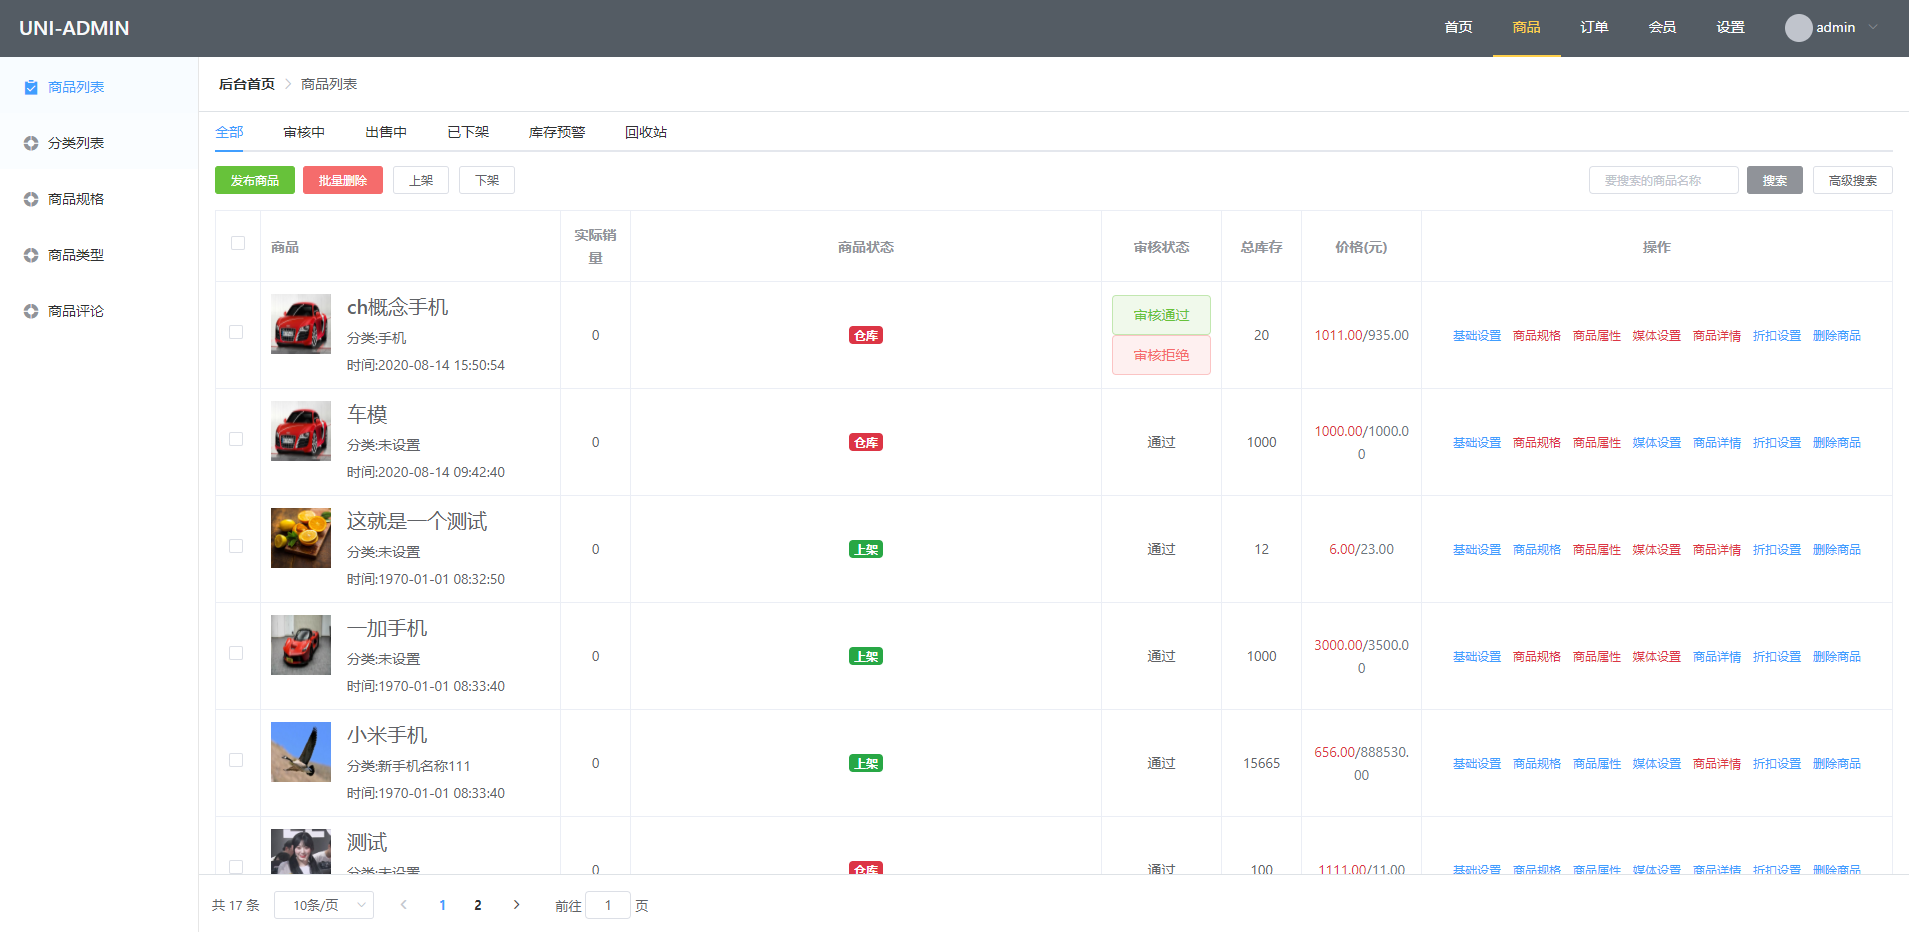 UNI-ADMIN
首页 商品 订单 会员 设置 admin
商品列表
分类列表
商品规格
商品类型
商品评论
后台首页 商品列表
全部 审核中 出售中 已下架 库存预警 回收站
发布商品 批量删除 上架 下架 要搜索的商品名称 搜索 高级搜索
商品 实际销量 商品状态 审核状态 总库存 价格(元) 操作
ch概念手机
分类:手机
时间:2020-08-14 15:50:54
0 仓库 审核通过 审核拒绝 20 1011.00/935.00 基础设置 商品规格 商品属性 媒体设置 商品详情 折扣设置 删除商品
车模
分类:未设置
时间:2020-08-14 09:42:40
0 仓库 通过 1000 1000.00/1000.00 基础设置 商品规格 商品属性 媒体设置 商品详情 折扣设置 删除商品
这就是一个测试
分类:未设置
时间:1970-01-01 08:32:50
0 上架 通过 12 6.00/23.00 基础设置 商品规格 商品属性 媒体设置 商品详情 折扣设置 删除商品
一加手机
分类:未设置
时间:1970-01-01 08:33:40
0 上架 通过 1000 3000.00/3500.00 基础设置 商品规格 商品属性 媒体设置 商品详情 折扣设置 删除商品
小米手机
分类:新手机名称111
时间:1970-01-01 08:33:40
0 上架 通过 15665 656.00/888530.00 基础设置 商品规格 商品属性 媒体设置 商品详情 折扣设置 删除商品
测试
分类:未设置
0 仓库 通过 100 1111.00/11.00 基础设置 商品规格 商品属性 媒体设置 商品详情 折扣设置 删除商品
共 17 条 10条/页 1 2 前往 1 页